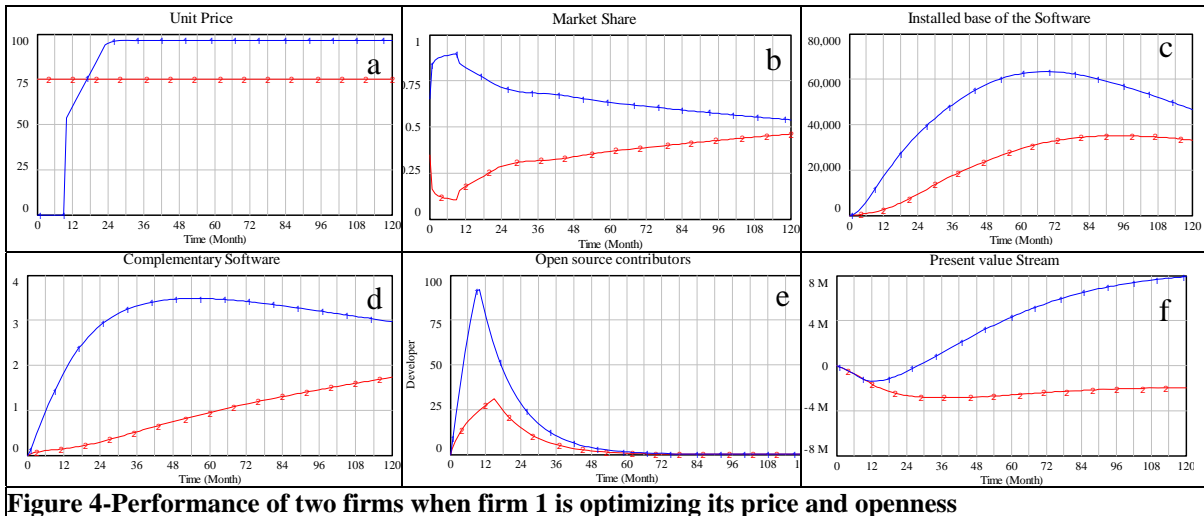 Unit Price
100
75
50
25
0
a
0 12 24 36 48 60 72 84 96 108 120
Time (Month)
Market Share
1
0.75
0.5
0.25
0
b
0 12 24 36 48 60 72 84 96 108 120
Time (Month)
Installed base of the Software
80,000
60,000
40,000
20,000
0
c
0 12 24 36 48 60 72 84 96 108 120
Time (Month)
Complementary Software
4
3
2
1
0
d
0 12 24 36 48 60 72 84 96 108 120
Time (Month)
Open source contributors
100
75
50
25
0
Developer
e
0 12 24 36 48 60 72 84 96 108 120
Time (Month)
Present value Stream
8 M
4 M
0
-4 M
-8 M
f
0 12 24 36 48 60 72 84 96 108 120
Time (Month)
Figure 4-Performance of two firms when firm 1 is optimizing its price and openness